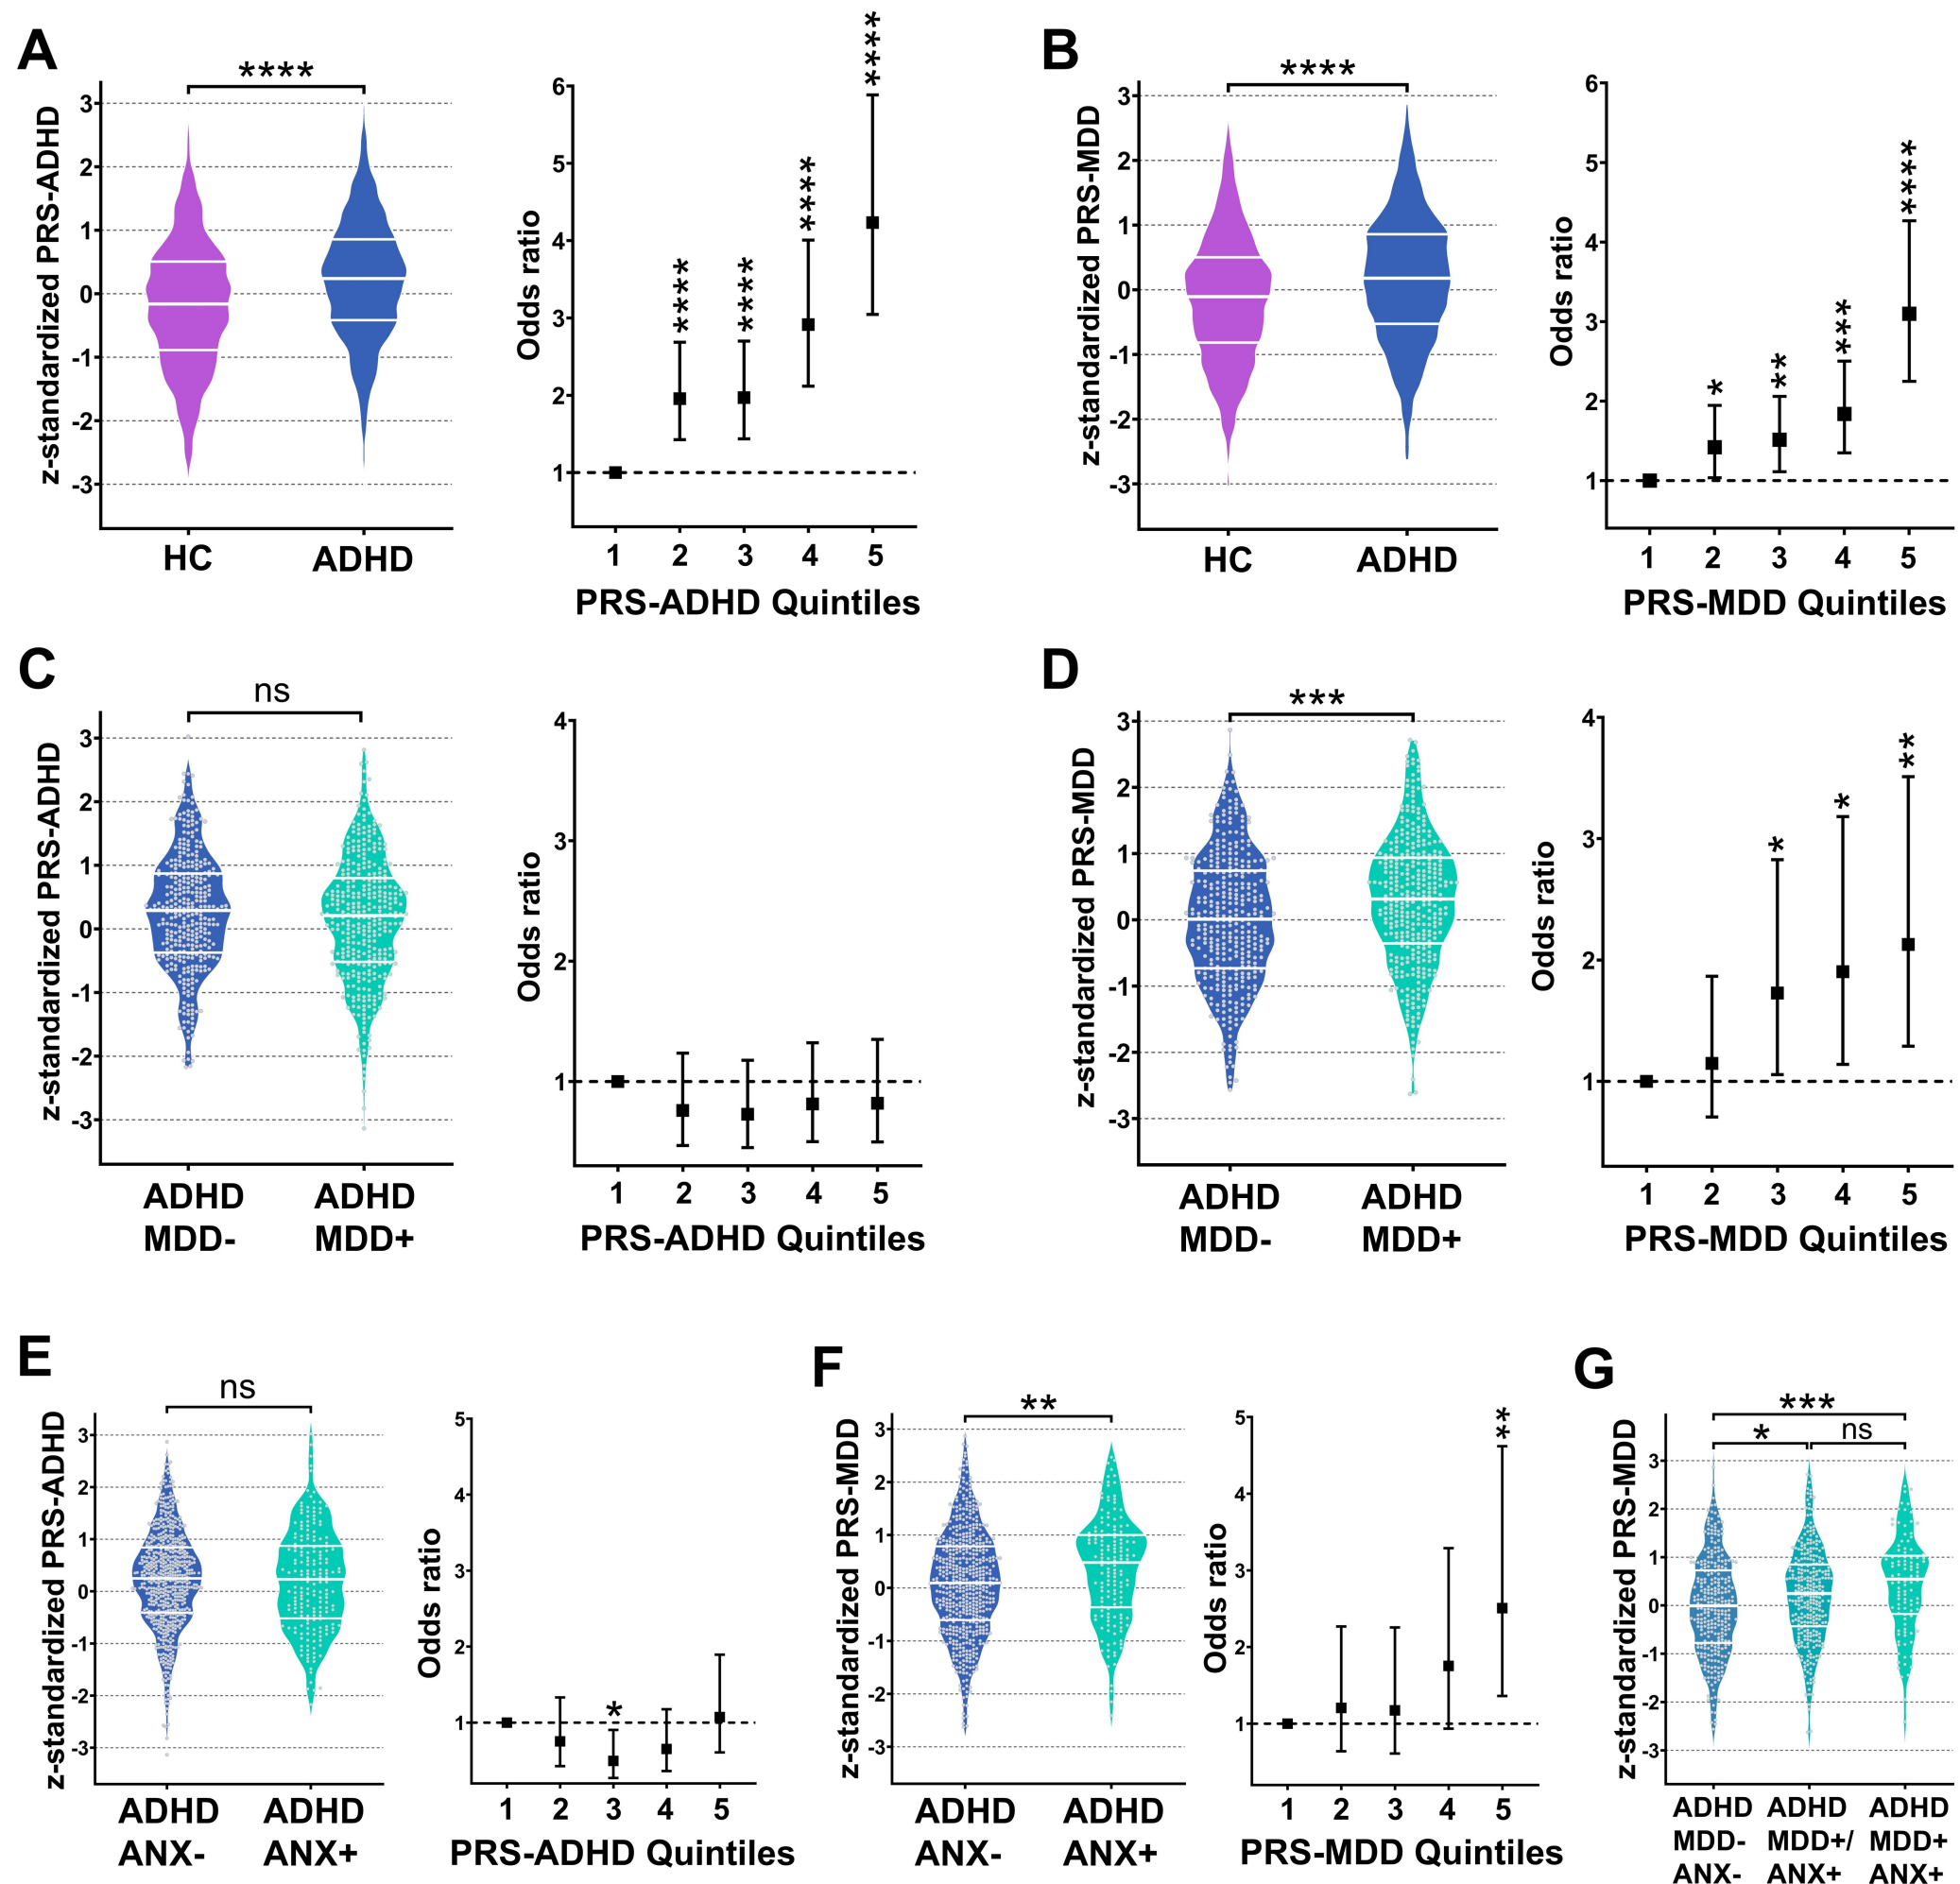 A
z-standardized PRS-ADHD
3
2
1
0
-1
-2
-3
****
HC ADHD
Odds ratio
6
5
4
3
2
1
****
****
****
****
1 2 3 4 5
PRS-ADHD Quintiles
B
z-standardized PRS-MDD
3
2
1
0
-1
-2
-3
****
HC ADHD
Odds ratio
6
5
4
3
2
1
*
**
***
****
1 2 3 4 5
PRS-MDD Quintiles
C
z-standardized PRS-ADHD
3
2
1
0
-1
-2
-3
ns
ADHD ADHD
MDD- MDD+
Odds ratio
4
3
2
1
1 2 3 4 5
PRS-ADHD Quintiles
D
z-standardized PRS-MDD
3
2
1
0
-1
-2
-3
***
ADHD ADHD
MDD- MDD+
Odds ratio
4
3
2
1
*
*
**
1 2 3 4 5
PRS-MDD Quintiles
E
z-standardized PRS-ADHD
3
2
1
0
-1
-2
-3
ns
ADHD ADHD
ANX- ANX+
Odds ratio
5
4
3
2
1
*
1 2 3 4 5
PRS-ADHD Quintiles
F
z-standardized PRS-MDD
3
2
1
0
-1
-2
-3
**
ADHD ADHD
ANX- ANX+
Odds ratio
5
4
3
2
1
**
1 2 3 4 5
PRS-MDD Quintiles
G
z-standardized PRS-MDD
3
2
1
0
-1
-2
-3
***
* ns
ADHD ADHD ADHD
MDD- MDD+/ MDD+
ANX- ANX+ ANX+